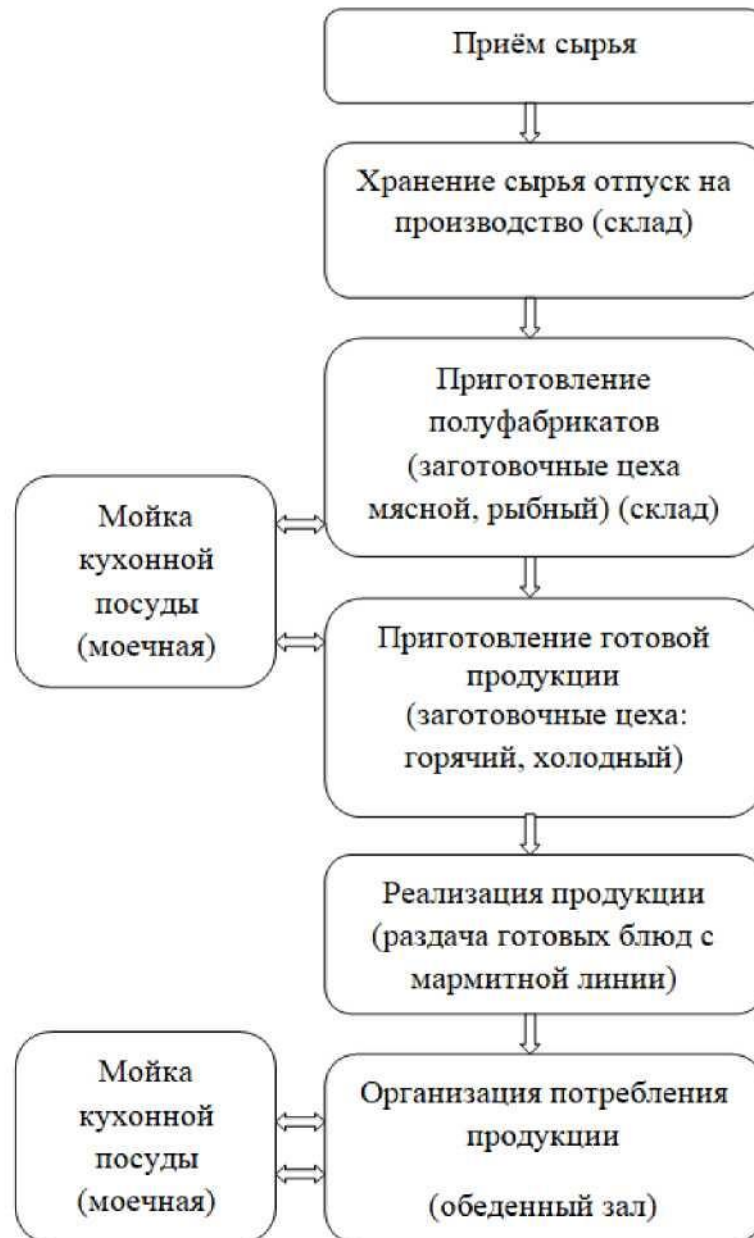 Приём сырья
Хранение сырья отпуск на
производство (склад)
Приготовление
полуфабрикатов
(заготовочные цеха
мясной, рыбный) (склад)
Мойка
кухонной
посуды
(моечная)
Приготовление готовой
продукции
(заготовочные цеха:
горячий, холодный)
Реализация продукции
(раздача готовых блюд с
мармитной линии)
Мойка
кухонной
посуды
(моечная)
Организация потребления
продукции
(обеденный зал)